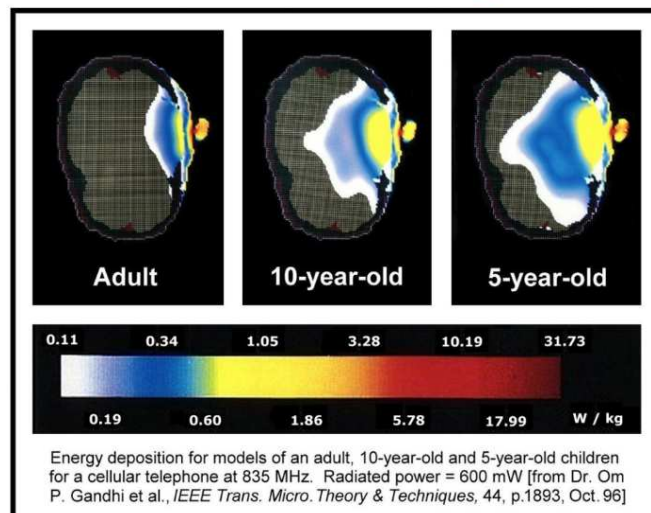 Adult
10-year-old
5-year-old
0.11 0.34 1.05 3.28 10.19 31.73
0.19 0.60 1.86 5.78 17.99 W / kg
Energy deposition for models of an adult, 10-year-old and 5-year-old children
for a cellular telephone at 835 MHz. Radiated power = 600 mW [from Dr. Om
P. Gandhi et al., IEEE Trans. Micro. Theory & Techniques, 44, p.1893, Oct. 96]